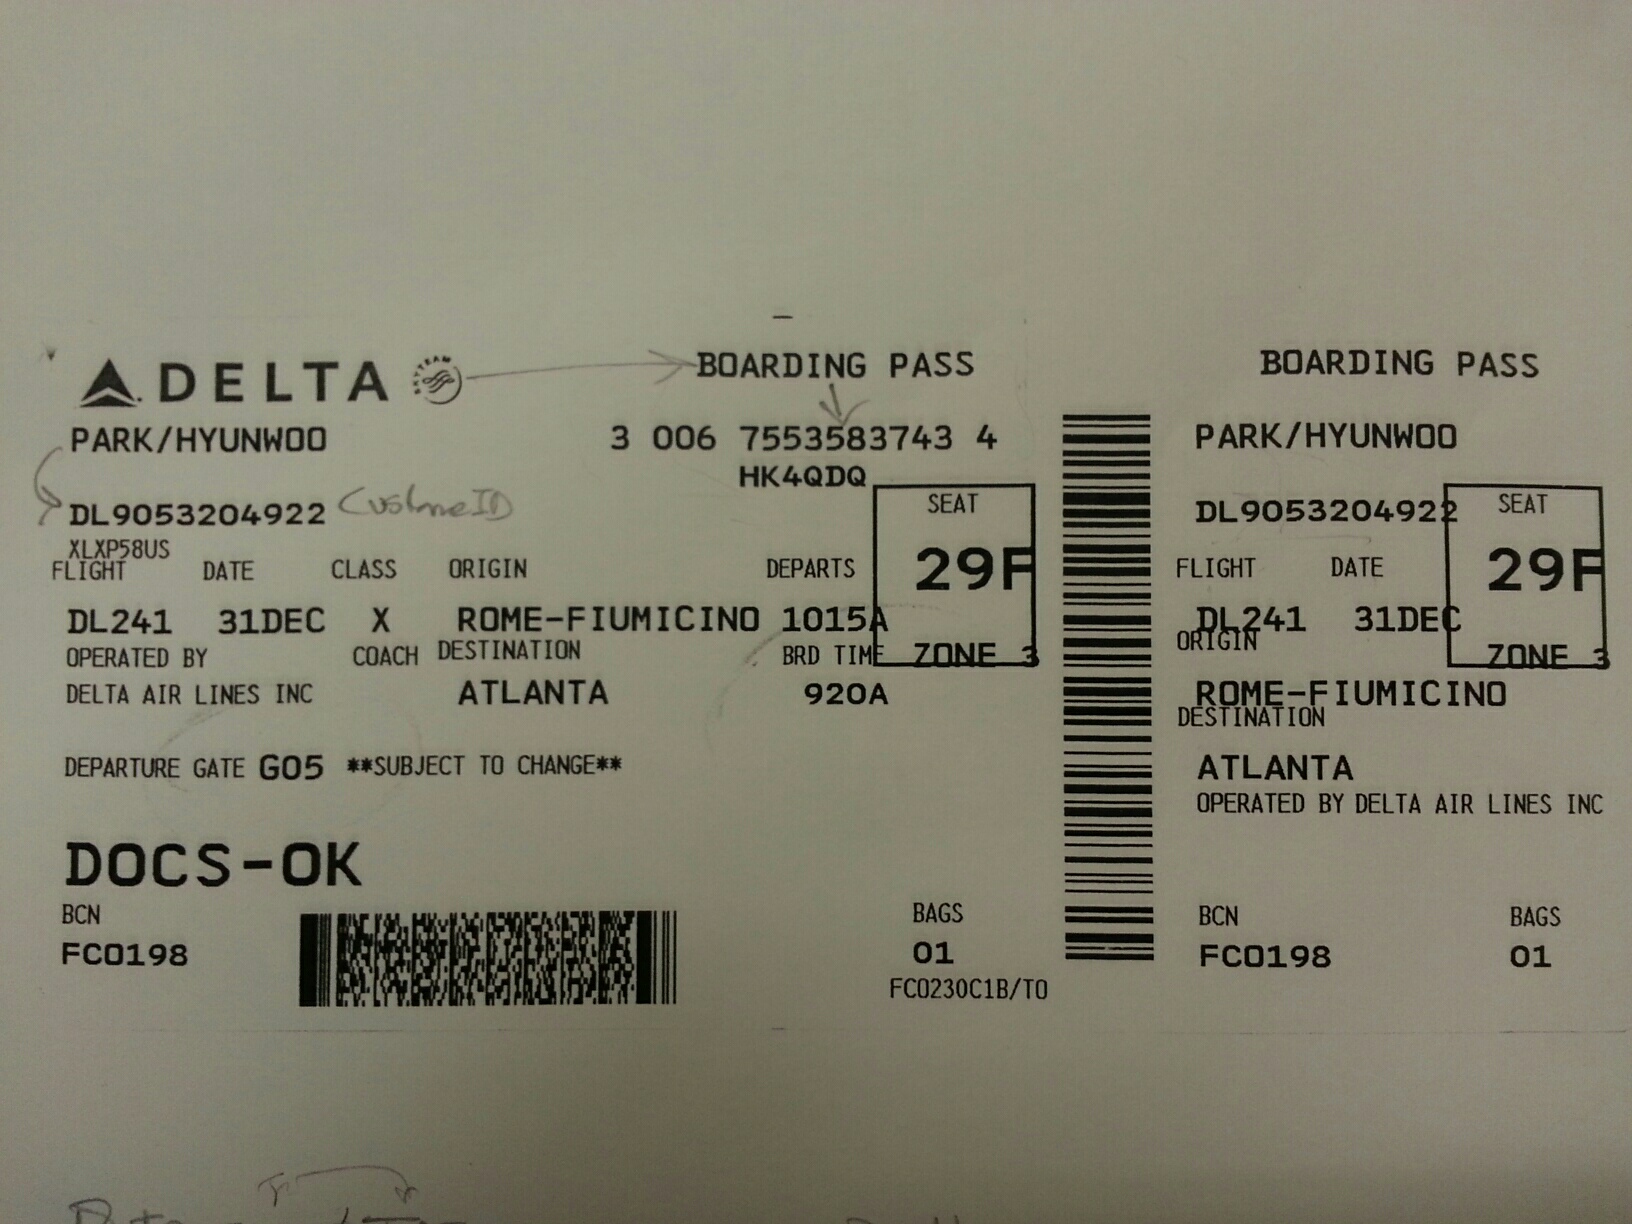 DELTA BOARDING PASS
PARK/HYUNWOO 3 006 7553583743 4
HK4QDQ
DL9053204922
XLXP58US
FLIGHT DATE CLASS ORIGIN DEPARTS SEAT 29F
DL241 31DEC X ROME-FIUMICINO 1015A
OPERATED BY COACH DESTINATION BRD TIME ZONE 3
DELTA AIR LINES INC ATLANTA 920A
DEPARTURE GATE G05 **SUBJECT TO CHANGE**
DOCS-OK
BCN BAGS
FC0198 01
FC0230C1B/TO
BOARDING PASS
PARK/HYUNWOO
DL9053204922 SEAT
FLIGHT DATE 29F
DL241 31DEC
ORIGIN ZONE 3
ROME-FIUMICINO
DESTINATION
ATLANTA
OPERATED BY DELTA AIR LINES INC
BCN BAGS
FC0198 01